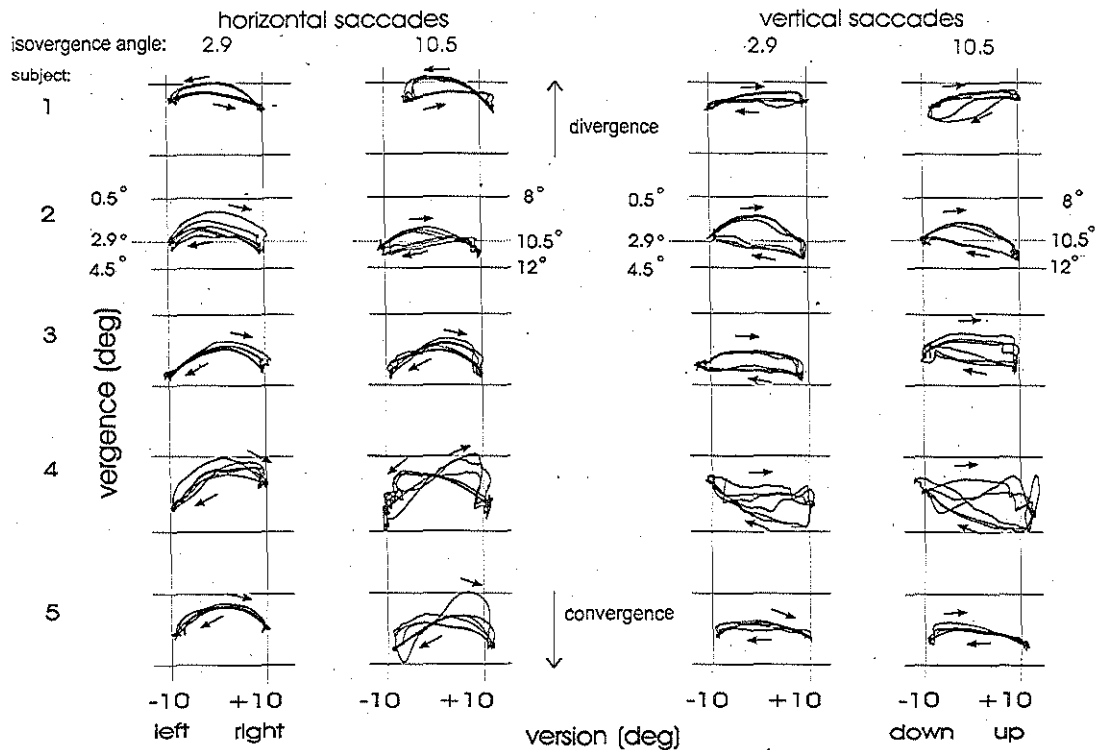 horizontal saccades vertical saccades
isovergence angle: 2.9 10.5 2.9 10.5
subject:
1
divergence
2 0.5° 8° 0.5° 8°
2.9° 10.5° 2.9° 10.5°
4.5° 12° 4.5° 12°
3
vergence (deg)
4
5
convergence
-10 +10 -10 +10 -10 +10 -10 +10
left right version (deg) down up